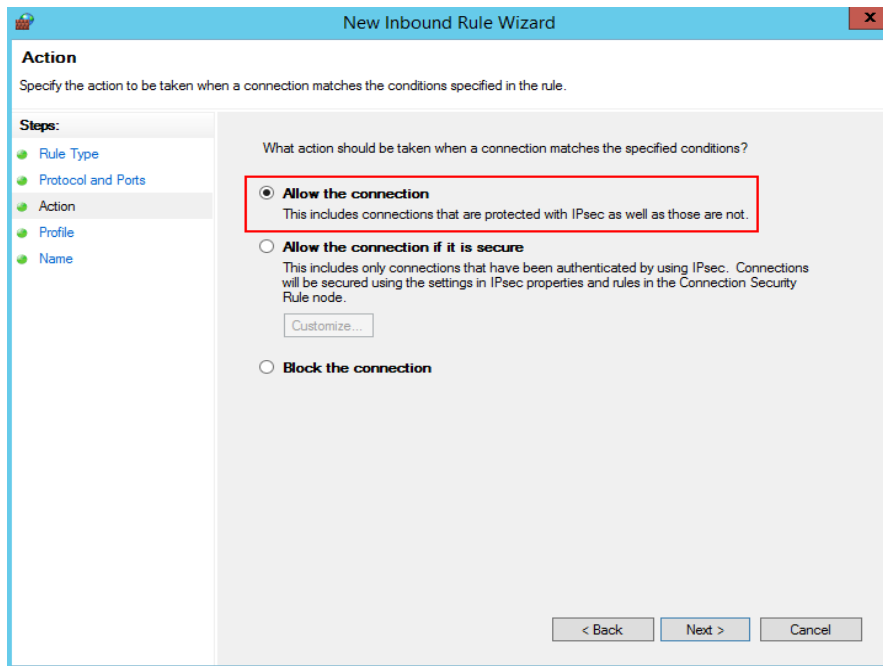 New Inbound Rule Wizard
x
Action
Specify the action to be taken when a connection matches the conditions specified in the rule.
Steps:
Rule Type
Protocol and Ports
Action
Profile
Name
What action should be taken when a connection matches the specified conditions?
Allow the connection
This includes connections that are protected with IPsec as well as those are not.
Allow the connection if it is secure
This includes only connections that have been authenticated by using IPsec. Connections
will be secured using the settings in IPsec properties and rules in the Connection Security
Rule node.
Customize...
Block the connection
< Back
Next >
Cancel